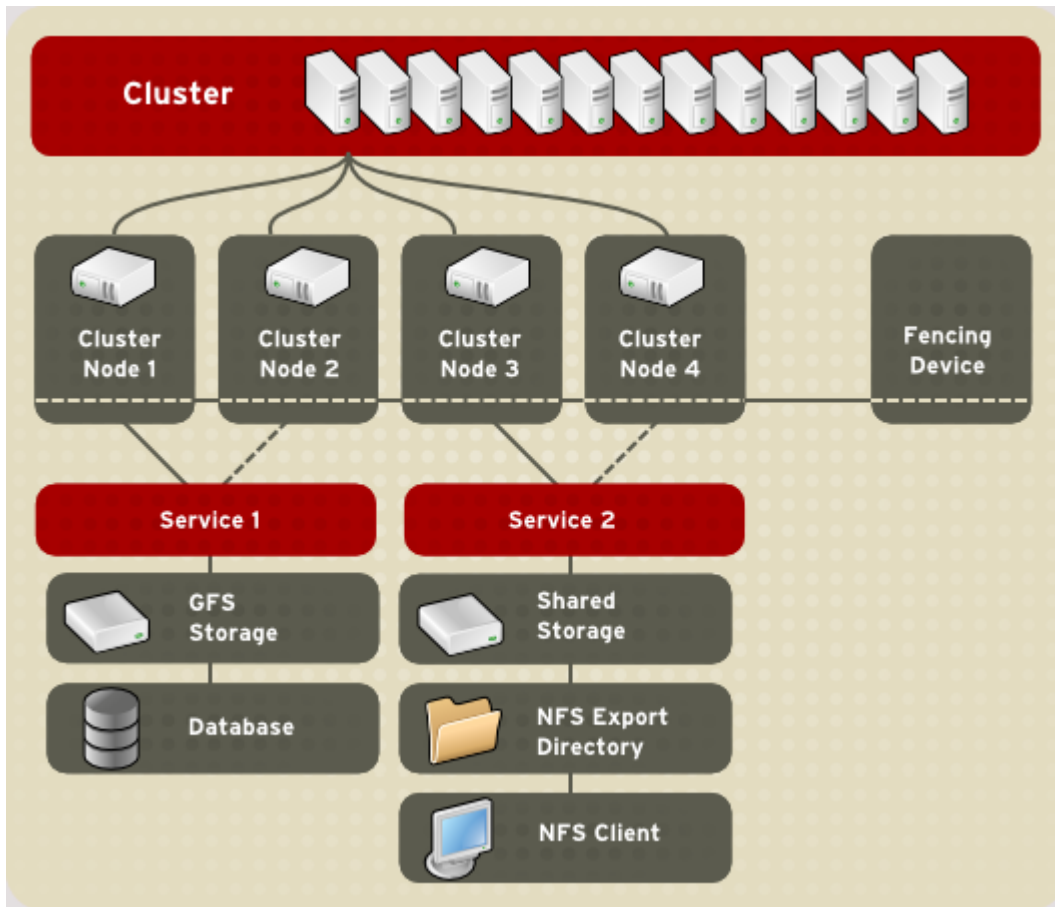 Cluster
Cluster
Node 1
Cluster
Node 2
Cluster
Node 3
Cluster
Node 4
Fencing
Device
Service 1
Service 2
GFS
Storage
Shared
Storage
Database
NFS Export
Directory
NFS Client